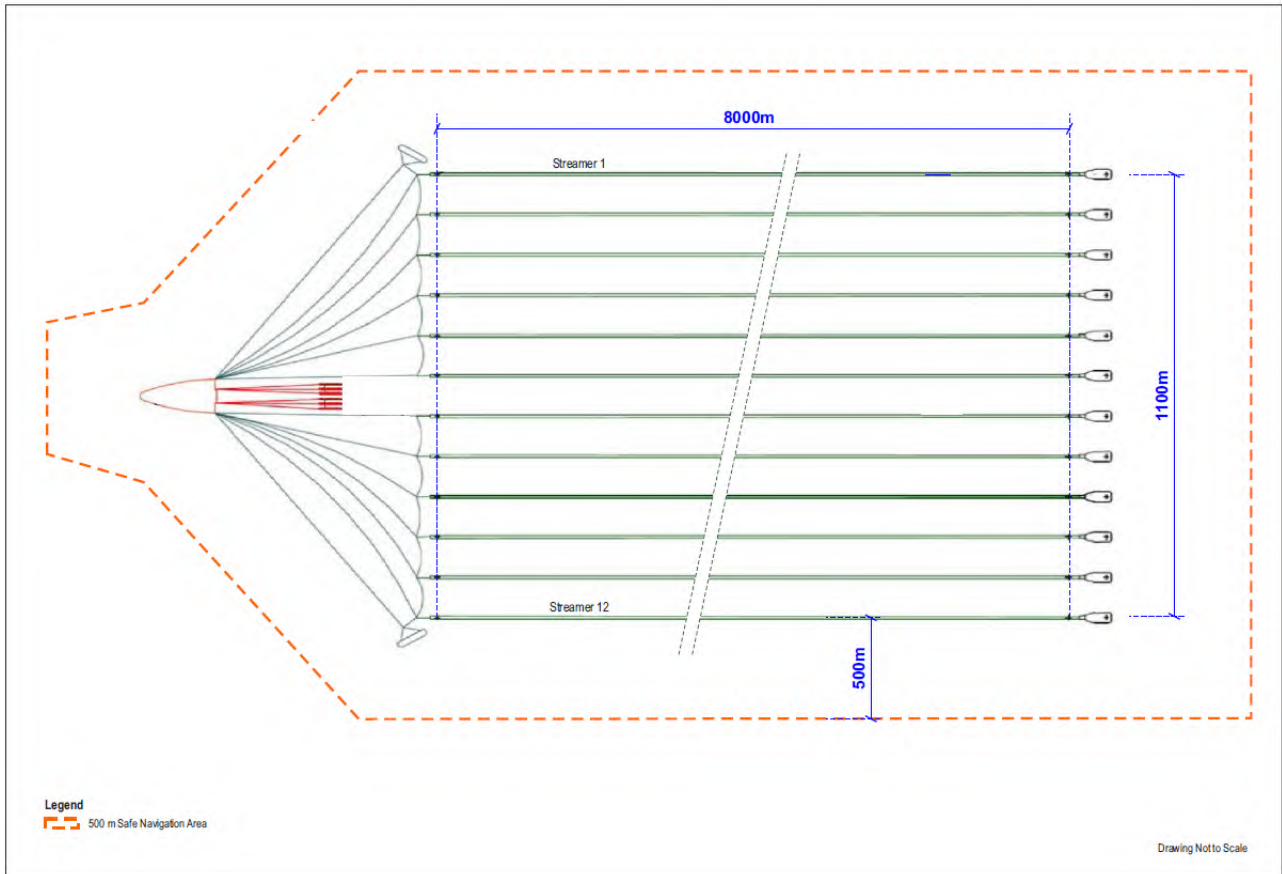 8000m
Streamer 1
1100m
Streamer 12
500m
Legend
500 m Safe Navigation Area
Drawing Not to Scale